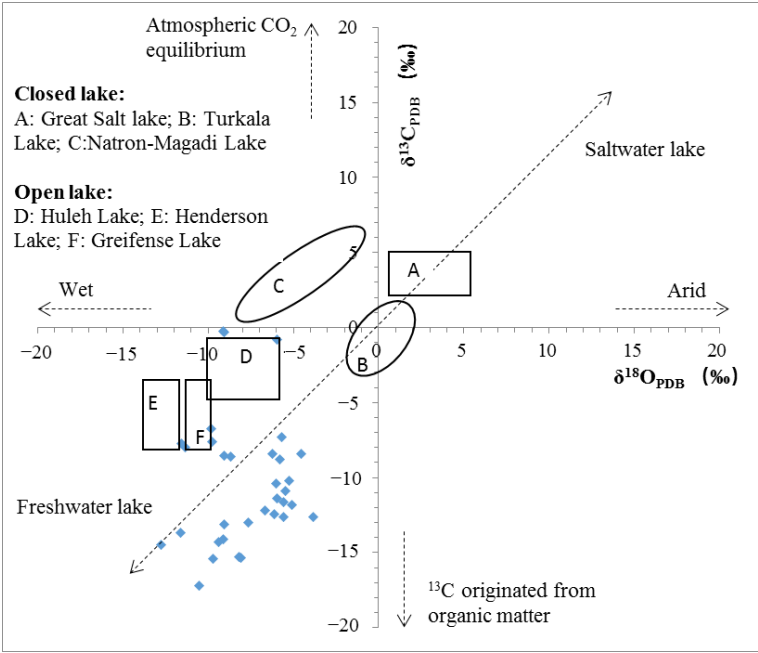 Atmospheric CO₂
equilibrium
Closed lake:
A: Great Salt lake; B: Turkala
Lake; C:Natron-Magadi Lake
Open lake:
D: Huleh Lake; E: Henderson
Lake; F: Greifense Lake
20
15
10
5
0
−5
−10
−15
−20
δ¹³C_PDB (‰)
Saltwater lake
A
C
B
D
E
F
Wet
Arid
−20
−15
−10
−5
0
5
10
15
20
δ¹⁸O_PDB (‰)
Freshwater lake
¹³C originated from
organic matter